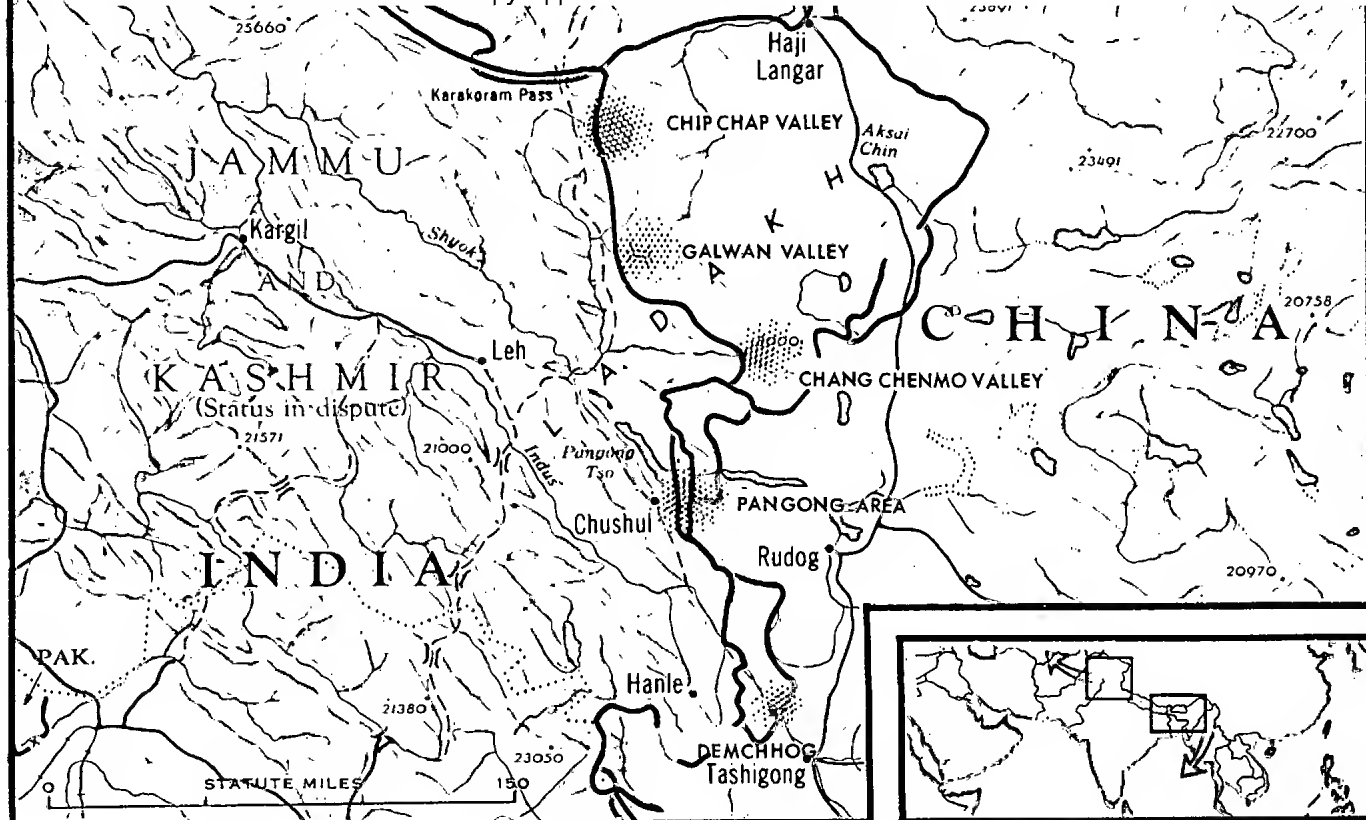 25660
Haji
Langar
Karakoram Pass
CHIP CHAP VALLEY
Aksai
Chin
22700
23491
JAMMU
Kargil
Shyok
GALWAN VALLEY
AND
LADAKH
CHINA
20758
Leh
KASHMIR
(Status in dispute)
CHANG CHENMO VALLEY
21571
21000
Indus
Pangong
Tso
PANGONG AREA
Chushul
Rudog
INDIA
20970
PAK.
Hanle
21380
DEMCHHOG
Tashigong
23050
0 STATUTE MILES 150